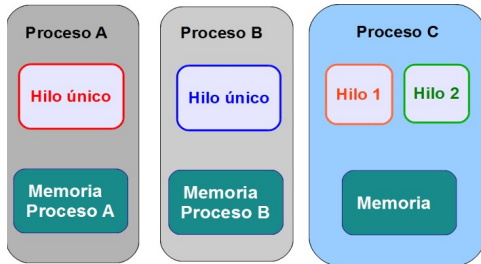 Proceso A
Hilo único
Memoria
Proceso A
Proceso B
Hilo único
Memoria
Proceso B
Proceso C
Hilo 1
Hilo 2
Memoria